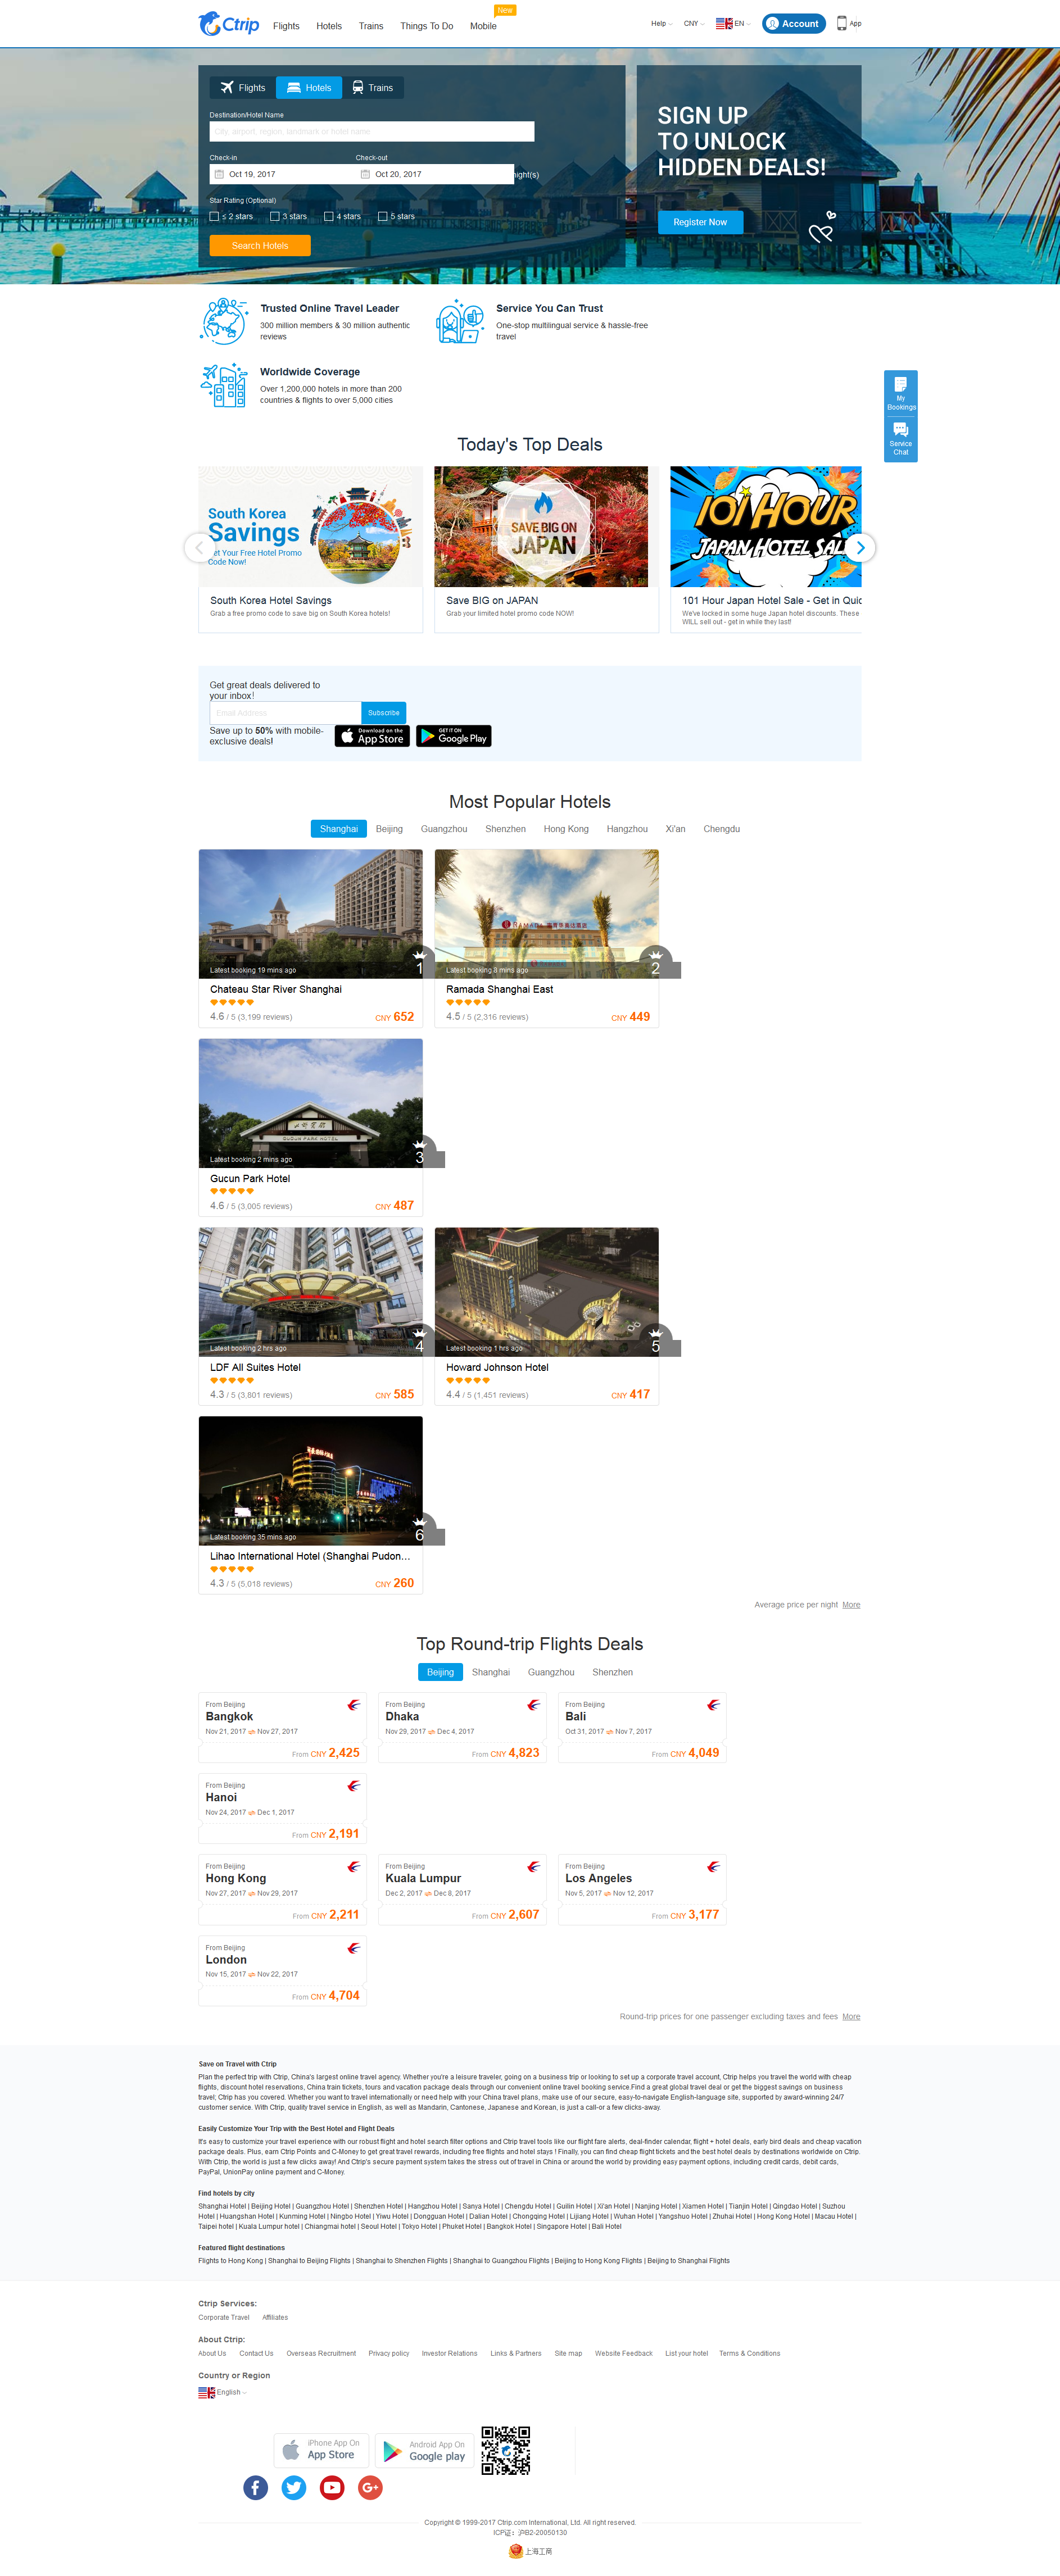 Ctrip
Flights
Hotels
Trains
Things To Do
Mobile
New
Help
CNY
EN
Account
App
Flights
Hotels
Trains
Destination/Hotel Name
City, airport, region, landmark or hotel name
Check-in
Check-out
Oct 19, 2017
Oct 20, 2017
night(s)
Star Rating (Optional)
≤ 2 stars
3 stars
4 stars
5 stars
Search Hotels
SIGN UP
TO UNLOCK
HIDDEN DEALS!
Register Now
Trusted Online Travel Leader
300 million members & 30 million authentic
reviews
Service You Can Trust
One-stop multilingual service & hassle-free
travel
Worldwide Coverage
Over 1,200,000 hotels in more than 200
countries & flights to over 5,000 cities
My
Bookings
Service
Chat
Today's Top Deals
South Korea
Savings
Get Your Free Hotel Promo
Code Now!
South Korea Hotel Savings
Grab a free promo code to save big on South Korea hotels!
SAVE BIG ON
JAPAN
Save BIG on JAPAN
Grab your limited hotel promo code NOW!
101 HOUR
JAPAN HOTEL SAL
101 Hour Japan Hotel Sale - Get in Quic
We've locked in some huge Japan hotel discounts. These
WILL sell out - get in while they last!
Get great deals delivered to
your inbox!
Email Address
Subscribe
Save up to 50% with mobile-
exclusive deals!
Download on the
App Store
GET IT ON
Google Play
Most Popular Hotels
Shanghai
Beijing
Guangzhou
Shenzhen
Hong Kong
Hangzhou
Xi'an
Chengdu
Latest booking 19 mins ago
1
Chateau Star River Shanghai
4.6 / 5 (3,199 reviews)
CNY 652
RAMADA
Latest booking 8 mins ago
2
Ramada Shanghai East
4.5 / 5 (2,316 reviews)
CNY 449
GUCUN PARK HOTEL
Latest booking 2 mins ago
3
Gucun Park Hotel
4.6 / 5 (3,005 reviews)
CNY 487
Latest booking 2 hrs ago
4
LDF All Suites Hotel
4.3 / 5 (3,801 reviews)
CNY 585
Latest booking 1 hrs ago
5
Howard Johnson Hotel
4.4 / 5 (1,451 reviews)
CNY 417
Latest booking 35 mins ago
6
Lihao International Hotel (Shanghai Pudon...
4.3 / 5 (5,018 reviews)
CNY 260
Average price per night More
Top Round-trip Flights Deals
Beijing
Shanghai
Guangzhou
Shenzhen
From Beijing
Bangkok
Nov 21, 2017 Nov 27, 2017
From CNY 2,425
From Beijing
Dhaka
Nov 29, 2017 Dec 4, 2017
From CNY 4,823
From Beijing
Bali
Oct 31, 2017 Nov 7, 2017
From CNY 4,049
From Beijing
Hanoi
Nov 24, 2017 Dec 1, 2017
From CNY 2,191
From Beijing
Hong Kong
Nov 27, 2017 Nov 29, 2017
From CNY 2,211
From Beijing
Kuala Lumpur
Dec 2, 2017 Dec 8, 2017
From CNY 2,607
From Beijing
Los Angeles
Nov 5, 2017 Nov 12, 2017
From CNY 3,177
From Beijing
London
Nov 15, 2017 Nov 22, 2017
From CNY 4,704
Round-trip prices for one passenger excluding taxes and fees More
Save on Travel with Ctrip
Plan the perfect trip with Ctrip, China's largest online travel agency. Whether you're a leisure traveler, going on a business trip or looking to set up a corporate travel account, Ctrip helps you travel the world with cheap
flights, discount hotel reservations, China train tickets, tours and vacation package deals through our convenient online travel booking service.Find a great global travel deal or get the biggest savings on business
travel; Ctrip has you covered. Whether you want to travel internationally or need help with your China travel plans, make use of our secure, easy-to-navigate English-language site, supported by award-winning 24/7
customer service. With Ctrip, quality travel service in English, as well as Mandarin, Cantonese, Japanese and Korean, is just a call-or a few clicks-away.
Easily Customize Your Trip with the Best Hotel and Flight Deals
It's easy to customize your travel experience with our robust flight and hotel search filter options and Ctrip travel tools like our flight fare alerts, deal-finder calendar, flight + hotel deals, early bird deals and cheap vacation
package deals. Plus, earn Ctrip Points and C-Money to get great travel rewards, including free flights and hotel stays ! Finally, you can find cheap flight tickets and the best hotel deals by destinations worldwide on Ctrip.
With Ctrip, the world is just a few clicks away! And Ctrip's secure payment system takes the stress out of travel in China or around the world by providing easy payment options, including credit cards, debit cards,
PayPal, UnionPay online payment and C-Money.
Find hotels by city
Shanghai Hotel | Beijing Hotel | Guangzhou Hotel | Shenzhen Hotel | Hangzhou Hotel | Sanya Hotel | Chengdu Hotel | Guilin Hotel | Xi'an Hotel | Nanjing Hotel | Xiamen Hotel | Tianjin Hotel | Qingdao Hotel | Suzhou
Hotel | Huangshan Hotel | Kunming Hotel | Ningbo Hotel | Yiwu Hotel | Dongguan Hotel | Dalian Hotel | Chongqing Hotel | Lijiang Hotel | Wuhan Hotel | Yangshuo Hotel | Zhuhai Hotel | Hong Kong Hotel | Macau Hotel |
Taipei hotel | Kuala Lumpur hotel | Chiangmai hotel | Seoul Hotel | Tokyo Hotel | Phuket Hotel | Bangkok Hotel | Singapore Hotel | Bali Hotel
Featured flight destinations
Flights to Hong Kong | Shanghai to Beijing Flights | Shanghai to Shenzhen Flights | Shanghai to Guangzhou Flights | Beijing to Hong Kong Flights | Beijing to Shanghai Flights
Ctrip Services:
Corporate Travel
Affiliates
About Ctrip:
About Us
Contact Us
Overseas Recruitment
Privacy policy
Investor Relations
Links & Partners
Site map
Website Feedback
List your hotel
Terms & Conditions
Country or Region
English
iPhone App On
App Store
Android App On
Google play
Copyright © 1999-2017 Ctrip.com International, Ltd. All right reserved.
ICP证：沪B2-20050130
上海工商